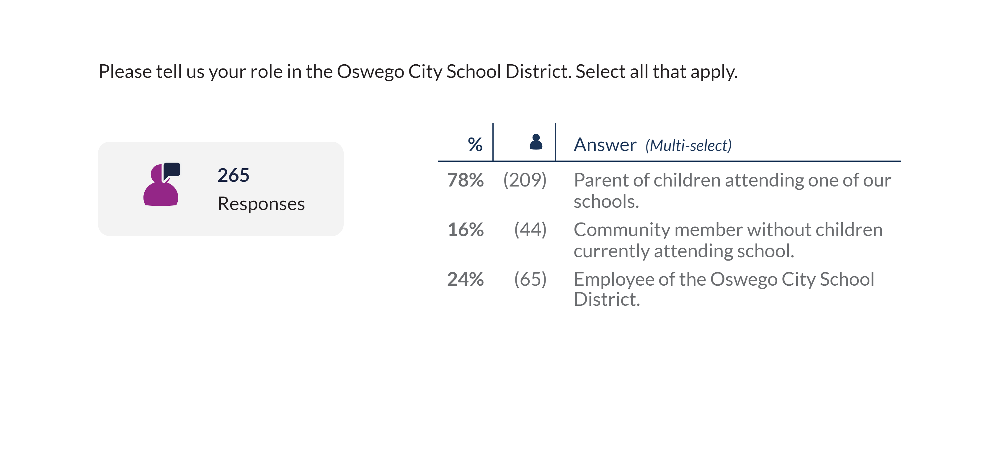 Please tell us your role in the Oswego City School District. Select all that apply.
265
Responses
% Answer (Multi-select)
78% (209) Parent of children attending one of our
schools.
16% (44) Community member without children
currently attending school.
24% (65) Employee of the Oswego City School
District.